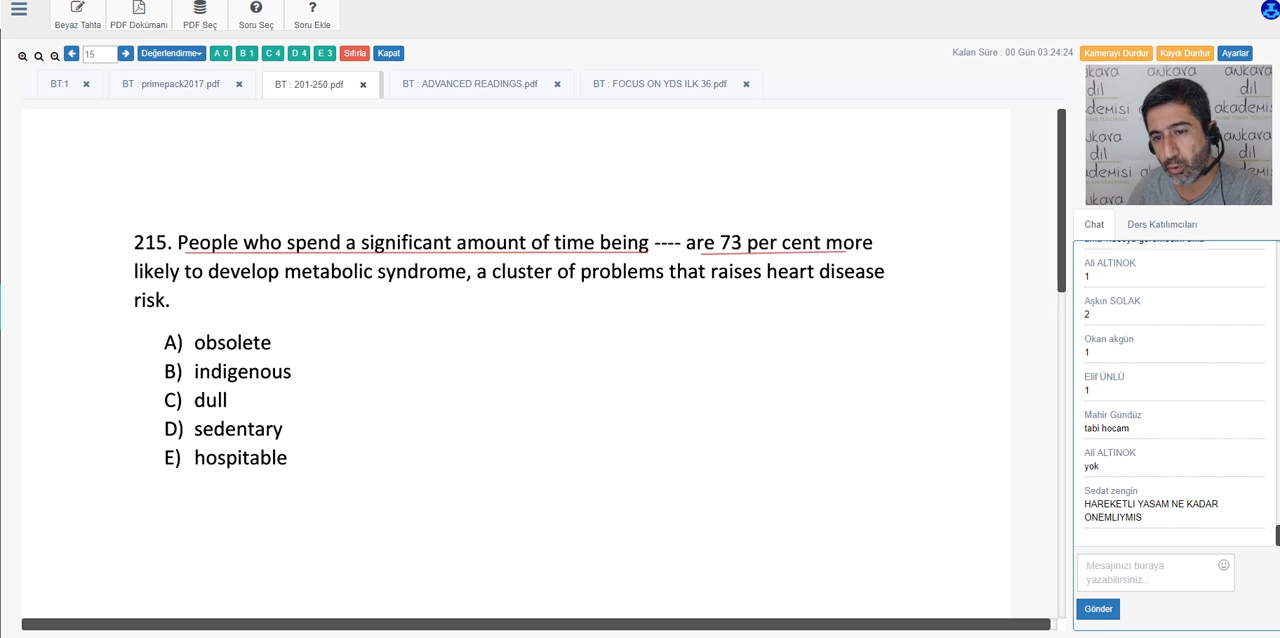 Beyaz Tahta
PDF Dokümanı
PDF Seç
Soru Seç
Soru Ekle
15
Değerlendirme
A 0
B 1
C 4
D 4
E 3
Sıfırla
Kapat
Kalan Süre : 00 Gün 03:24:24
Kamerayı Durdur
Kaydı Durdur
Ayarlar
BT:1
BT : primepack2017.pdf
BT : 201-250.pdf
BT : ADVANCED READINGS.pdf
BT : FOCUS ON YDS ILK 36.pdf
215. People who spend a significant amount of time being ---- are 73 per cent more
likely to develop metabolic syndrome, a cluster of problems that raises heart disease
risk.
A) obsolete
B) indigenous
C) dull
D) sedentary
E) hospitable
ankara
dil
akademisi
Chat
Ders Katılımcıları
Ali ALTINOK
1
Aşkın SOLAK
2
Okan akgün
1
Elif ÜNLÜ
1
Mahir Gündüz
tabi hocam
Ali ALTINOK
yok
Sedat zengin
HAREKETLI YASAM NE KADAR
ONEMLIYMIS
Mesajınızı buraya
yazabilirsiniz...
Gönder